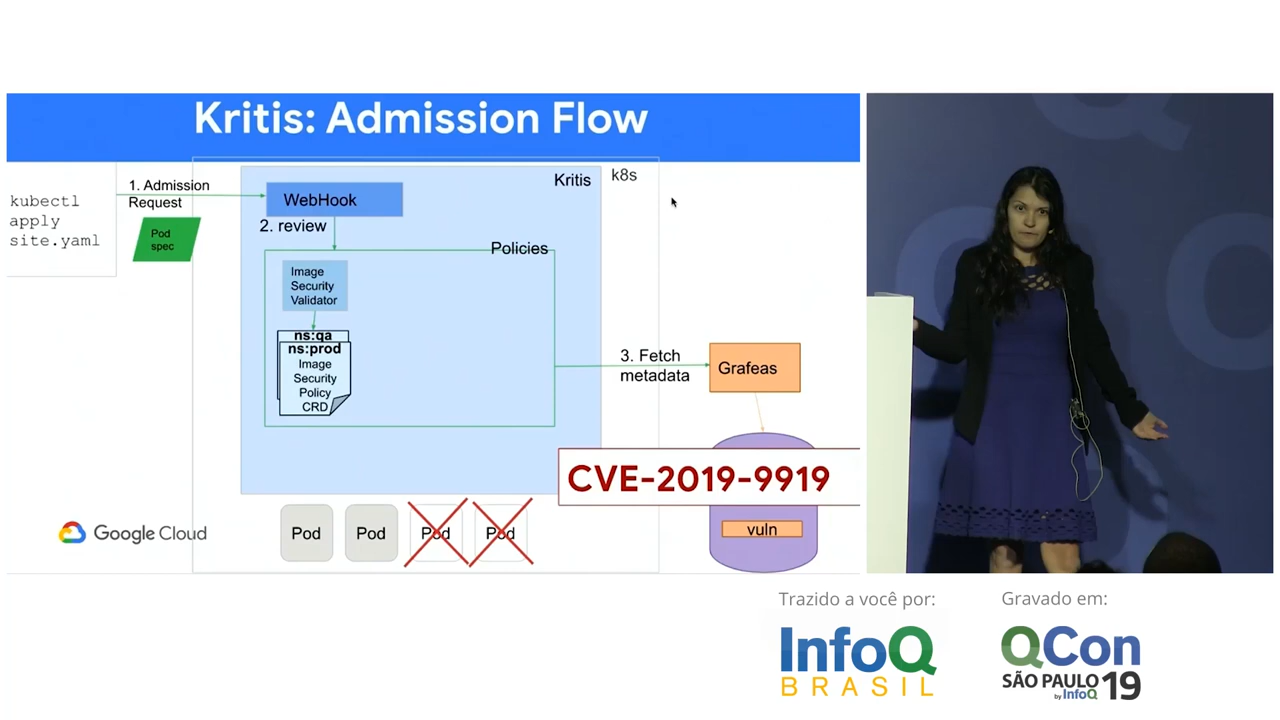 Kritis: Admission Flow
kubectl
apply
site.yaml
1. Admission
Request
Pod
spec
WebHook
Kritis
k8s
2. review
Policies
Image
Security
Validator
ns:qa
ns:prod
Image
Security
Policy
CRD
3. Fetch
metadata
Grafeas
CVE-2019-9919
vuln
Google Cloud
Pod
Pod
Pod
Pod
Trazido a você por:
InfoQ
BRASIL
Gravado em:
QCon
SÃO PAULO 19
by InfoQ